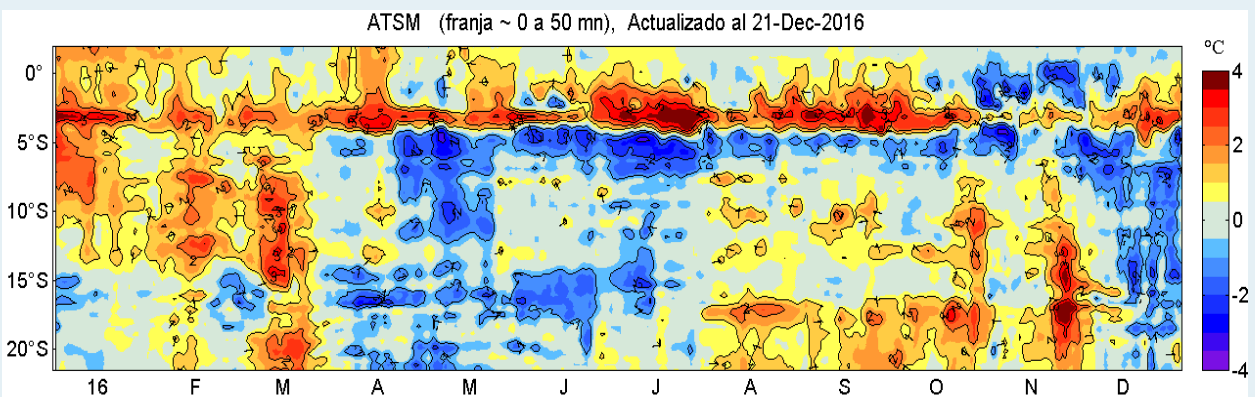 ATSM (franja ~ 0 a 50 mn), Actualizado al 21-Dec-2016
°C
0°
5°S
10°S
15°S
20°S
4
2
0
-2
-4
16 F M A M J J A S O N D